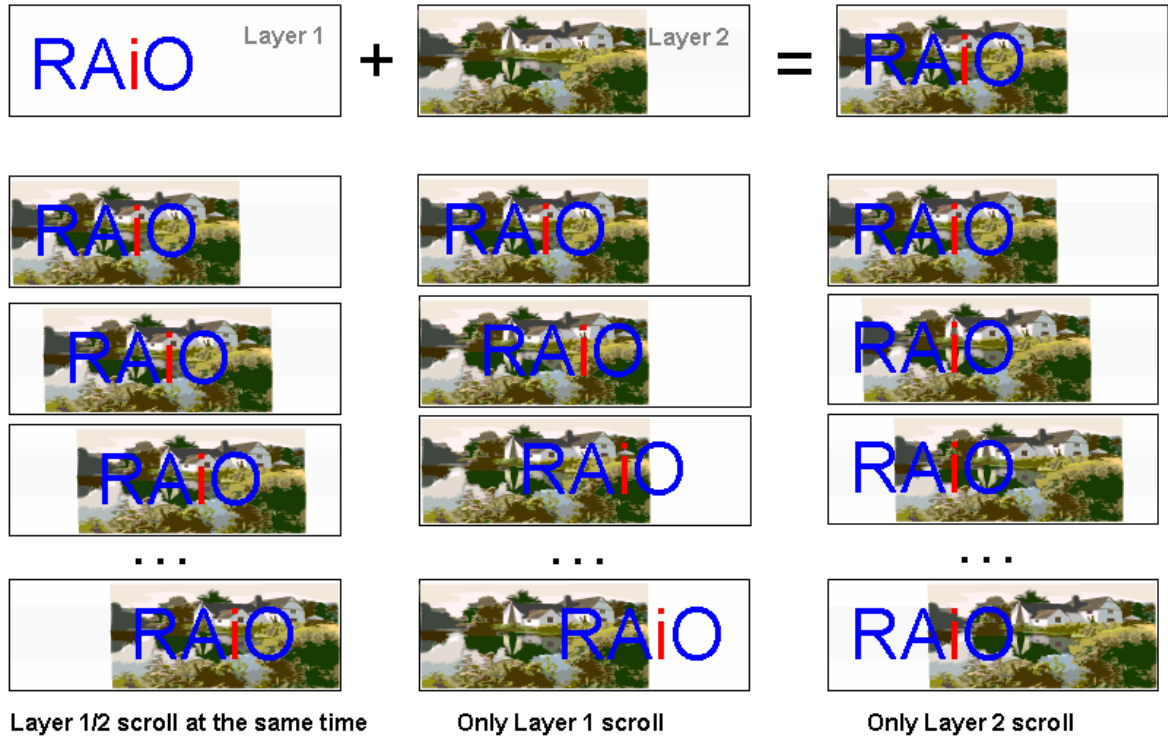 RAiO Layer 1 + Layer 2 = RAiO
RAiO RAiO RAiO
RAiO RAiO RAiO
RAiO RAiO RAiO
... ... ...
RAiO RAiO RAiO
Layer 1/2 scroll at the same time Only Layer 1 scroll Only Layer 2 scroll